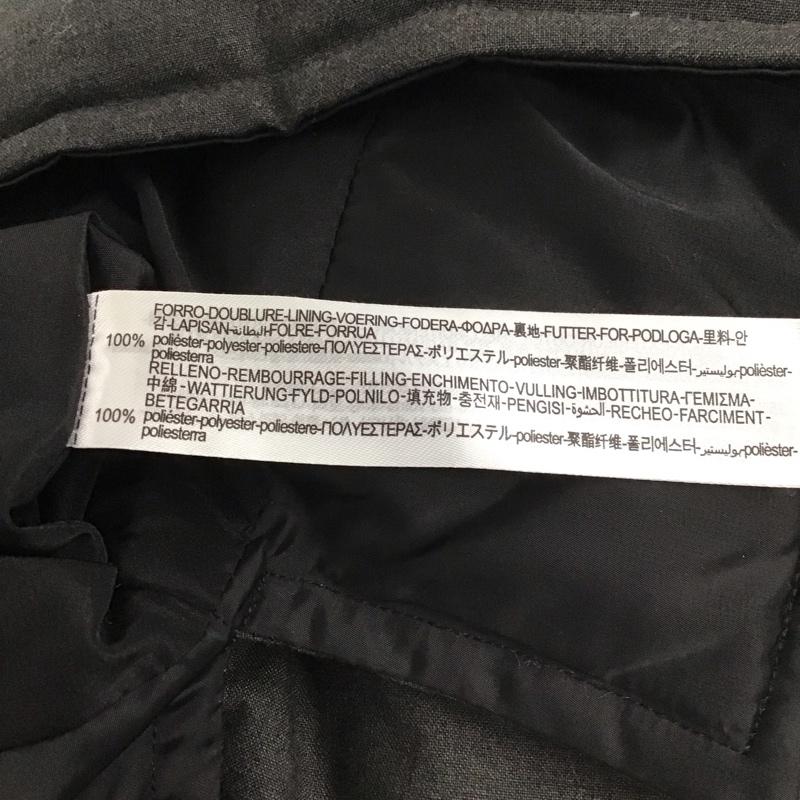 FORRO-DOUBLURE-LINING-VOERING-FODERA-ΦΟΔΡΑ-裏地-FUTTER-FOR-PODLOGA-里料-안
감-LAPISAN-البطانة-FOLRE-FORRUA
100% poliéster-polyester-poliestere-ΠΟΛΥΕΣΤΕΡΑΣ-ポリエステル-poliester-聚酯纤维-폴리에스터-بوليستير-polièster-
poliesterra
RELLENO-REMBOURRAGE-FILLING-ENCHIMENTO-VULLING-IMBOTTITURA-ΓΕΜΙΣΜΑ-
中綿-WATTIERUNG-FYLD-POLNILO-填充物-충전재-PENGISI-الحشوة-RECHEO-FARCIMENT-
BETEGARRIA
100% poliéster-polyester-poliestere-ΠΟΛΥΕΣΤΕΡΑΣ-ポリエステル-poliester-聚酯纤维-폴리에스터-بوليستير-polièster-
poliesterra